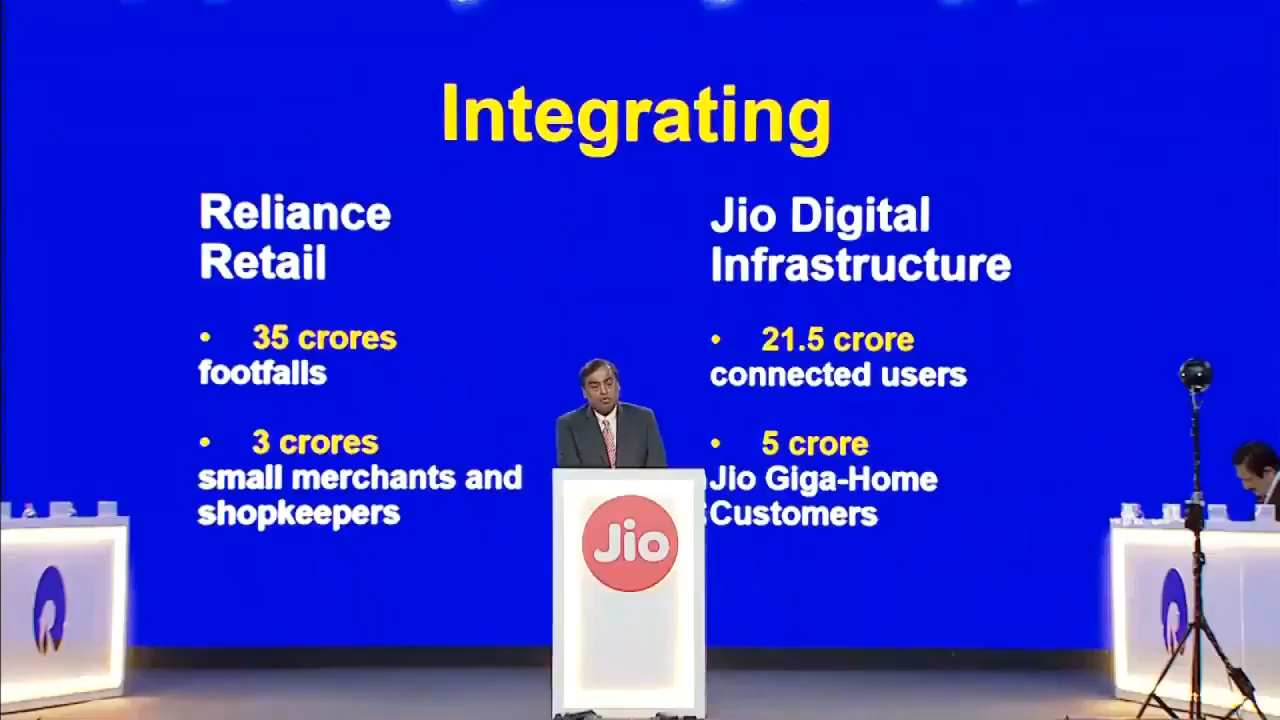 Integrating
Reliance
Retail
• 35 crores
footfalls
• 3 crores
small merchants and
shopkeepers
Jio Digital
Infrastructure
• 21.5 crore
connected users
• 5 crore
Jio Giga-Home
Customers
Jio